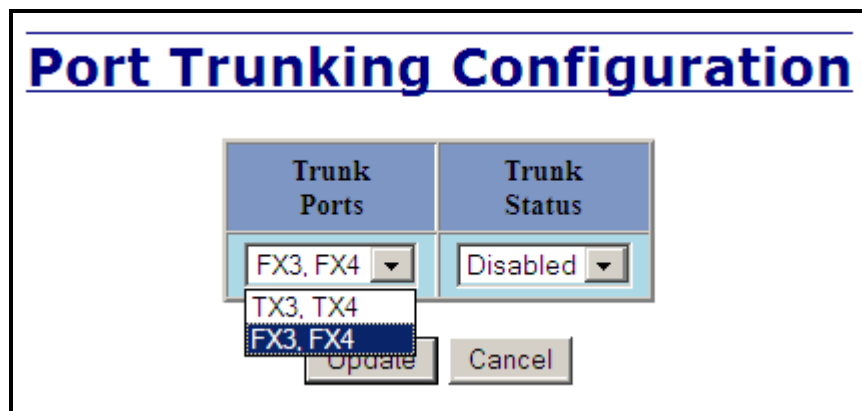 Port Trunking Configuration
Trunk Ports
Trunk Status
FX3, FX4
Disabled
TX3, TX4
FX3, FX4
Update
Cancel